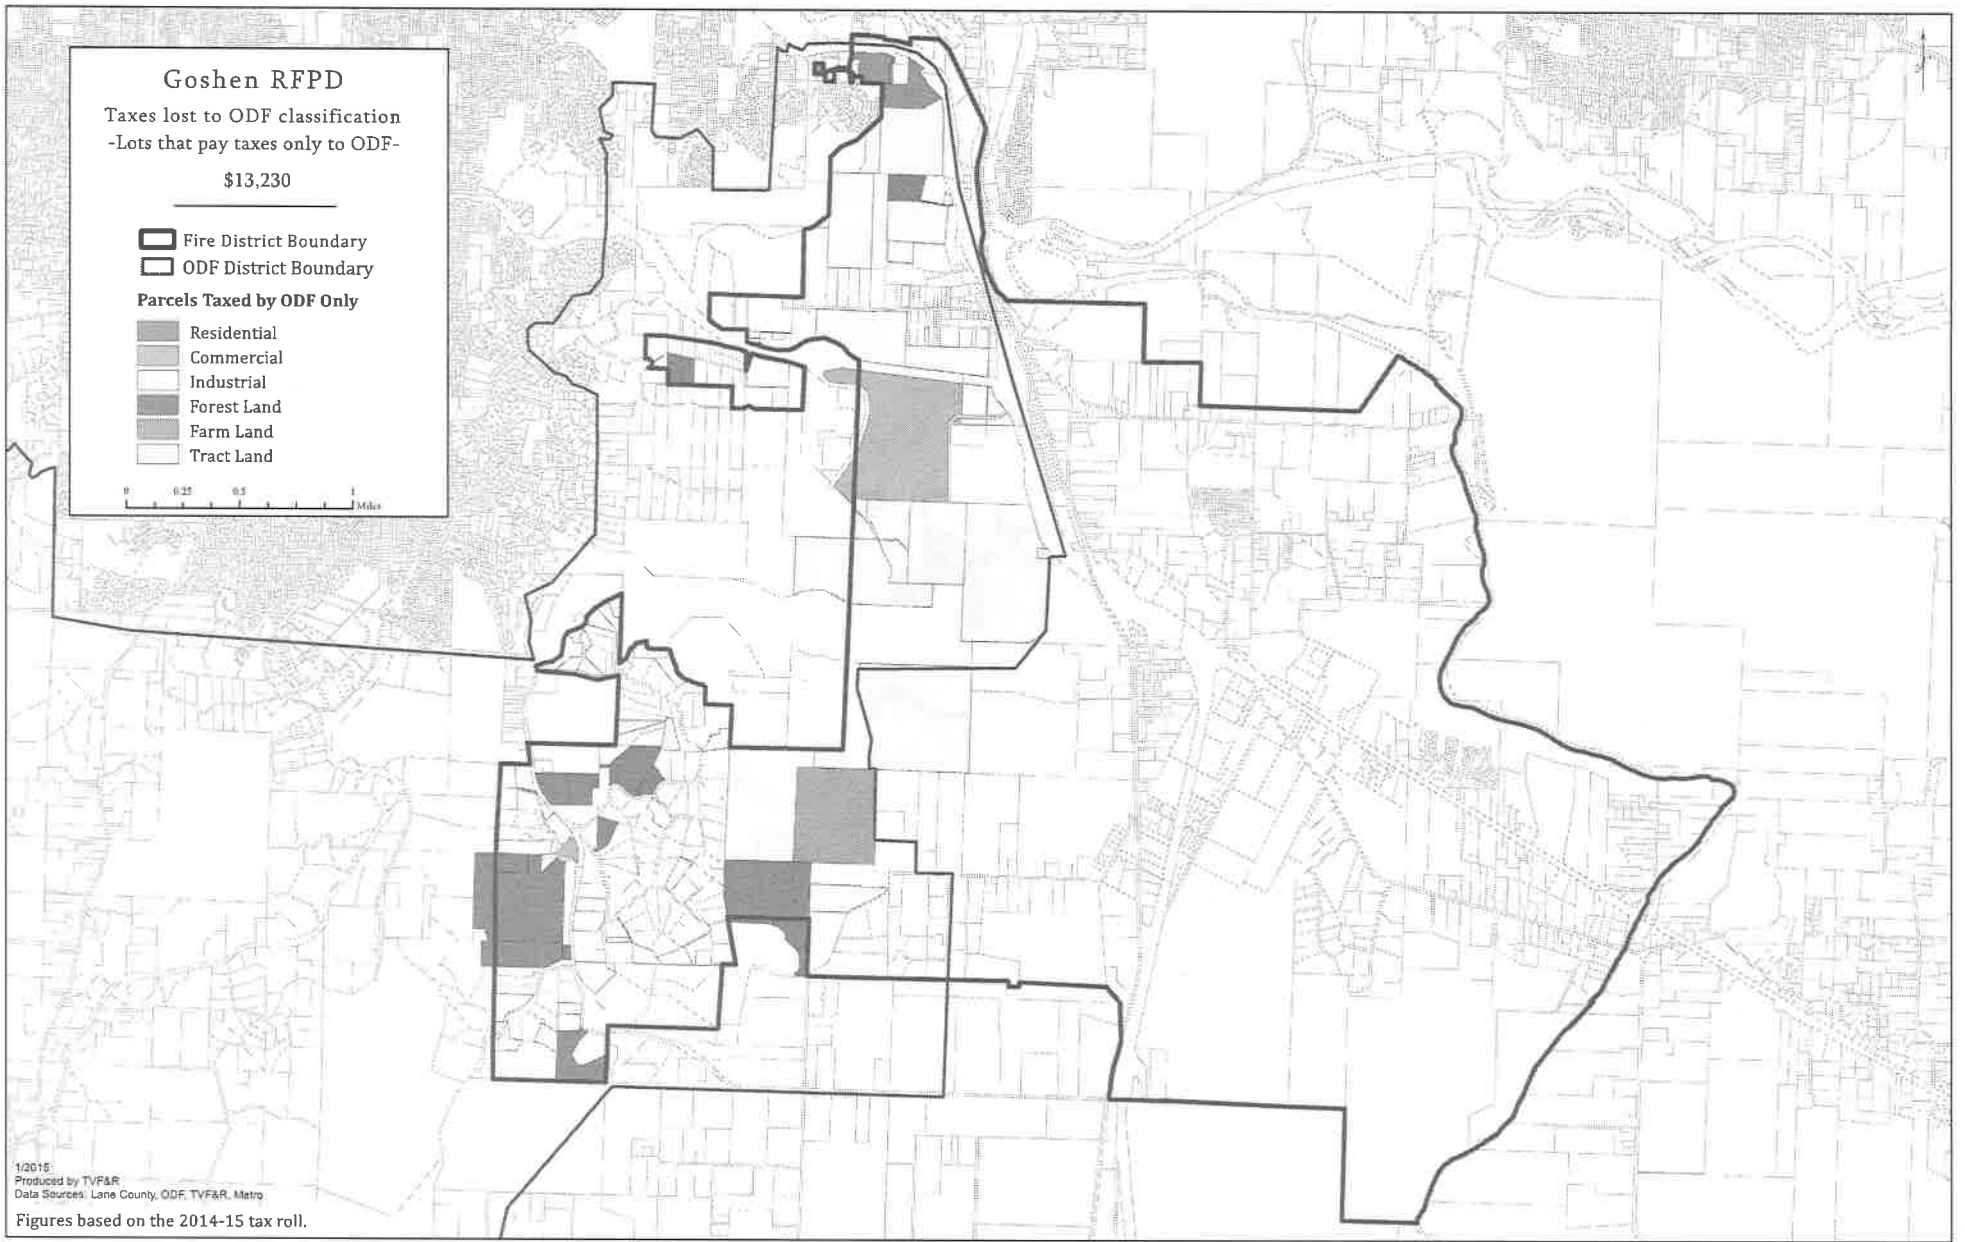 Goshen RFPD
Taxes lost to ODF classification
-Lots that pay taxes only to ODF-
$13,230
Fire District Boundary
ODF District Boundary
Parcels Taxed by ODF Only
Residential
Commercial
Industrial
Forest Land
Farm Land
Tract Land
0 0.25 0.5 1
Miles
1/2015
Produced by TVF&R
Data Sources: Lane County, ODF, TVF&R, Metro
Figures based on the 2014-15 tax roll.